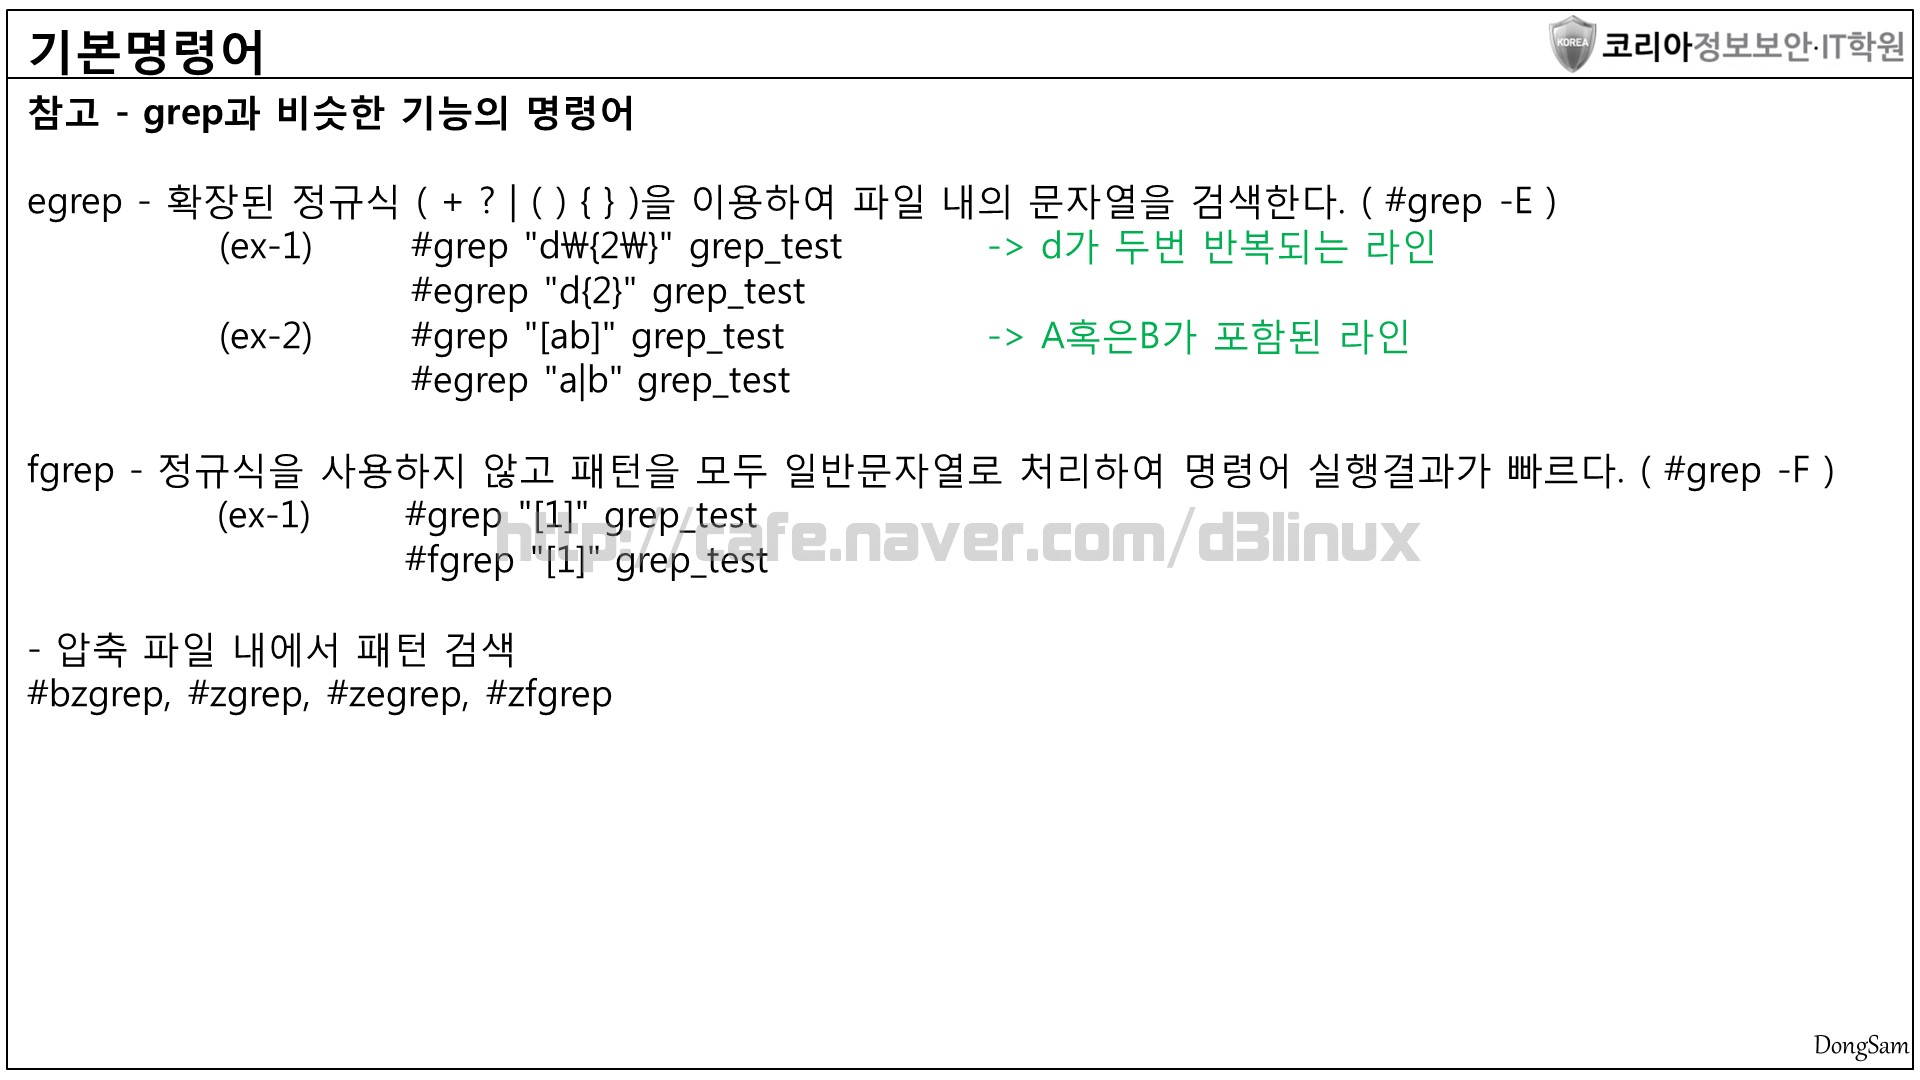 기본명령어
KOREA 코리아정보보안·IT학원
참고 - grep과 비슷한 기능의 명령어
egrep - 확장된 정규식 ( + ? | ( ) { } )을 이용하여 파일 내의 문자열을 검색한다. ( #grep -E )
(ex-1) #grep "d₩{2₩}" grep_test -> d가 두번 반복되는 라인
#egrep "d{2}" grep_test
(ex-2) #grep "[ab]" grep_test -> A혹은B가 포함된 라인
#egrep "a|b" grep_test
fgrep - 정규식을 사용하지 않고 패턴을 모두 일반문자열로 처리하여 명령어 실행결과가 빠르다. ( #grep -F )
(ex-1) #grep "[1]" grep_test
http://cafe.naver.com/d3linux
#fgrep "[1]" grep_test
- 압축 파일 내에서 패턴 검색
#bzgrep, #zgrep, #zegrep, #zfgrep
DongSam